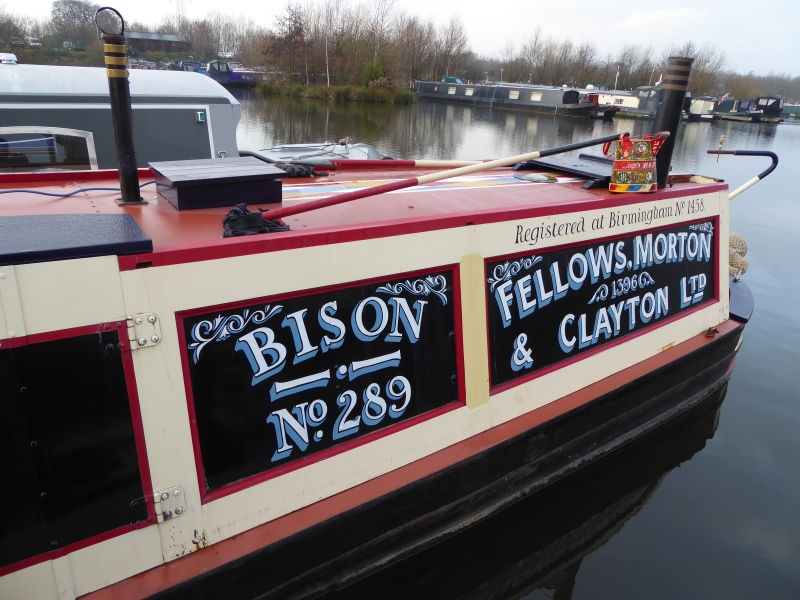 Registered at Birmingham No. 1458.
BISON
No. 289
FELLOWS, MORTON
1396
& CLAYTON LTD